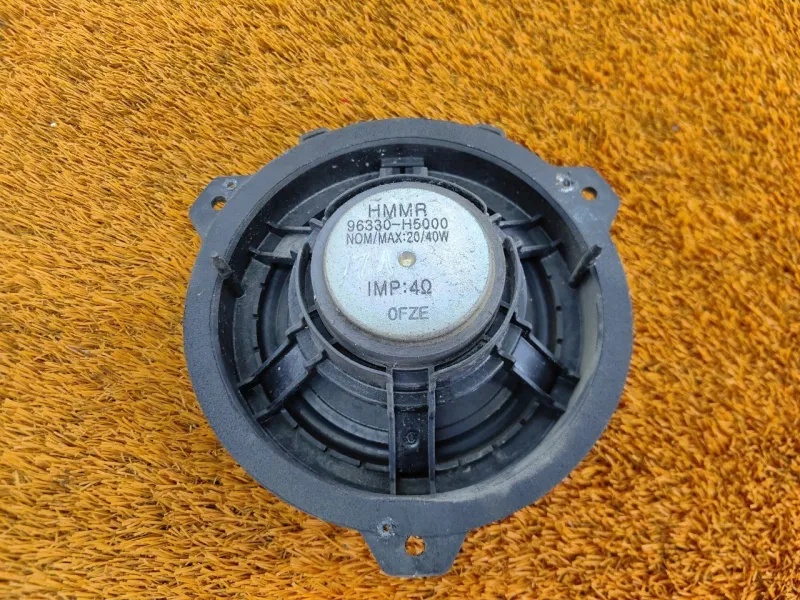 HMMR
96330-H5000
NOM/MAX:20/40W
IMP:4Ω
0FZE